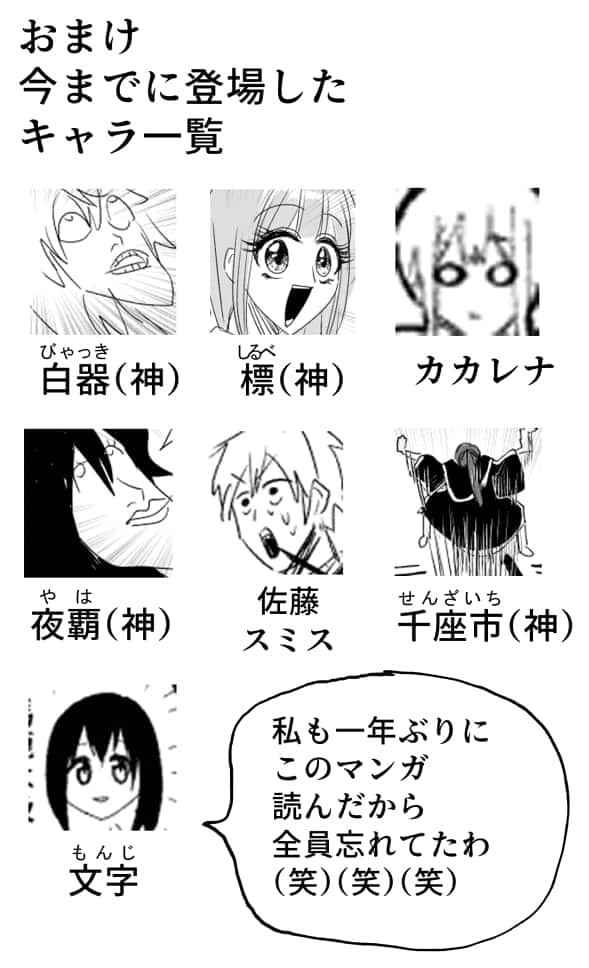 おまけ
今までに登場した
キャラ一覧
びゃっき
白器(神)
しるべ
標(神)
カカレナ
やは
夜覇(神)
佐藤
スミス
せんざいち
千座市(神)
もんじ
文字
私も一年ぶりに
このマンガ
読んだから
全員忘れてたわ
(笑)(笑)(笑)